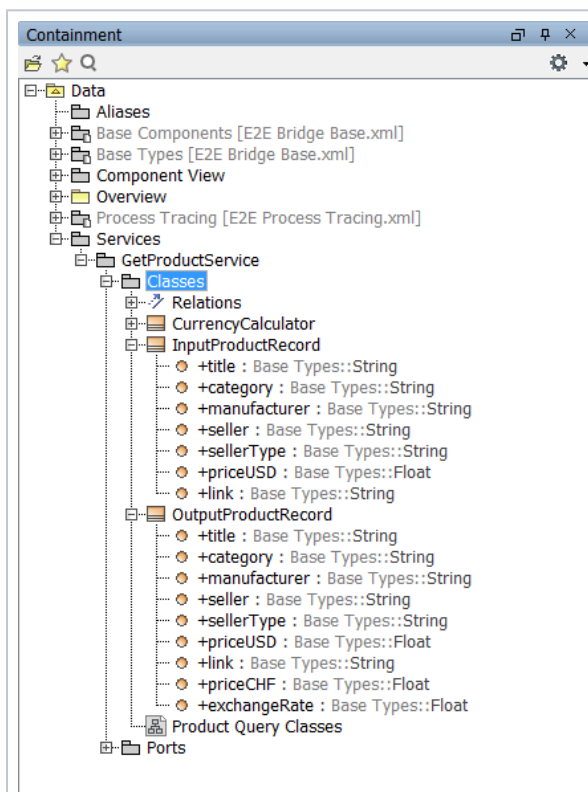 Containment
Data
Aliases
Base Components [E2E Bridge Base.xml]
Base Types [E2E Bridge Base.xml]
Component View
Overview
Process Tracing [E2E Process Tracing.xml]
Services
GetProductService
Classes
Relations
CurrencyCalculator
InputProductRecord
+title : Base Types::String
+category : Base Types::String
+manufacturer : Base Types::String
+seller : Base Types::String
+sellerType : Base Types::String
+priceUSD : Base Types::Float
+link : Base Types::String
OutputProductRecord
+title : Base Types::String
+category : Base Types::String
+manufacturer : Base Types::String
+seller : Base Types::String
+sellerType : Base Types::String
+priceUSD : Base Types::Float
+link : Base Types::String
+priceCHF : Base Types::Float
+exchangeRate : Base Types::Float
Product Query Classes
Ports